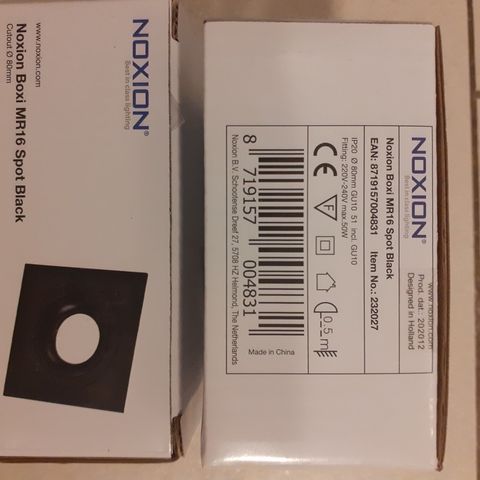 NOXION®
Best in class lighting
www.noxion.com
Noxion Boxi MR16 Spot Black
Cutout Ø 80mm
NOXION®
Best in class lighting
www.noxion.com
Prod. dat.: 202012
Designed in Holland
Noxion Boxi MR16 Spot Black
EAN: 8719157004831 Item No.: 232027
IP20 Ø 80mm GU10 51 incl. GU10
Fitting: 220V-240V max.50W
CE F 0.5 m
8 719157 004831
Made in China
Noxion B.V. Schootense Dreef 27, 5708 HZ Helmond, The Netherlands